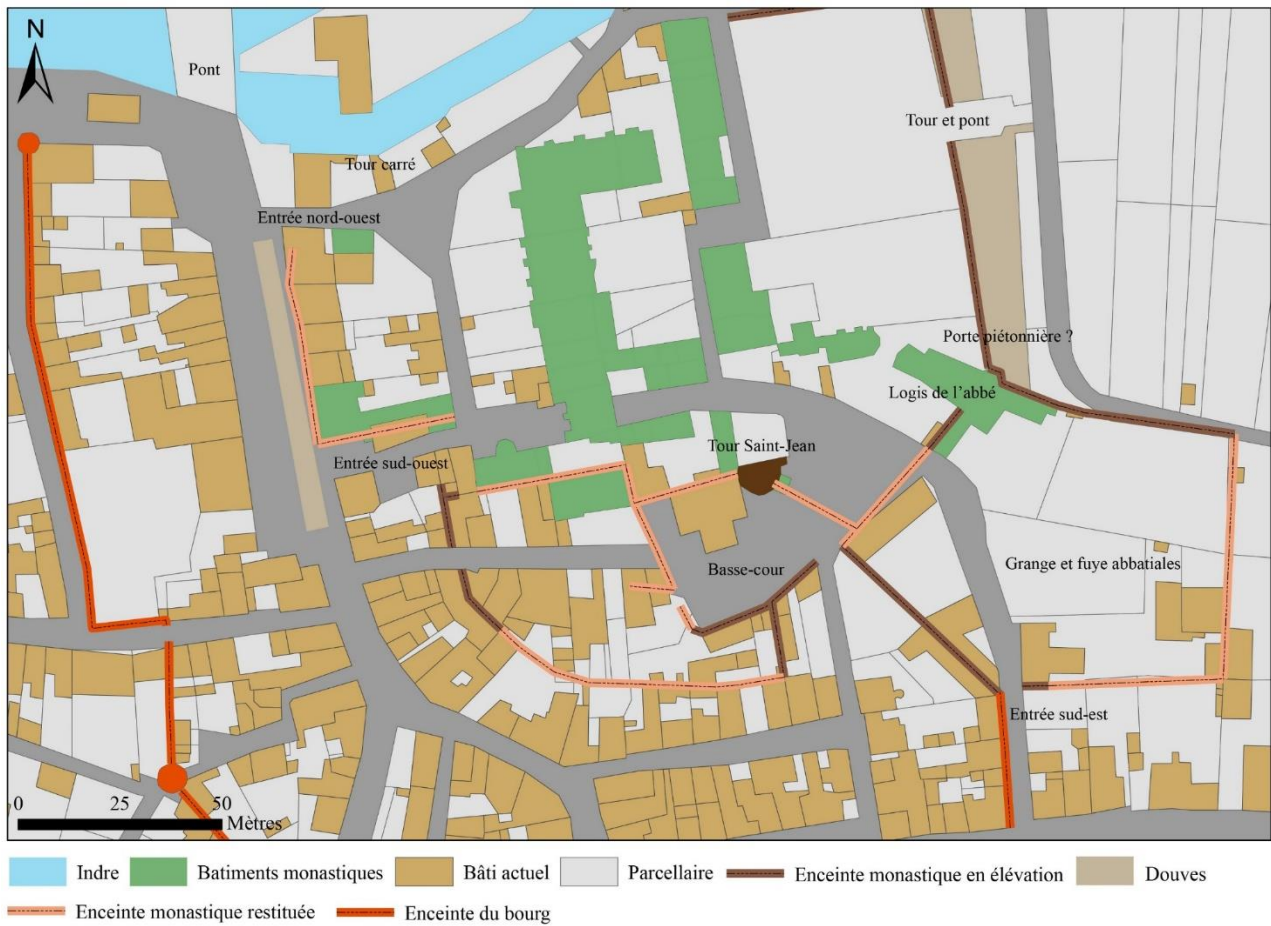 N
Pont
Tour carré
Tour et pont
Entrée nord-ouest
Porte piétonnière ?
Logis de l'abbé
Tour Saint-Jean
Entrée sud-ouest
Basse-cour
Grange et fuye abbatiales
Entrée sud-est
0 25 50
Mètres
Indre Batiments monastiques Bâti actuel Parcellaire Enceinte monastique en élévation Douves
Enceinte monastique restituée Enceinte du bourg